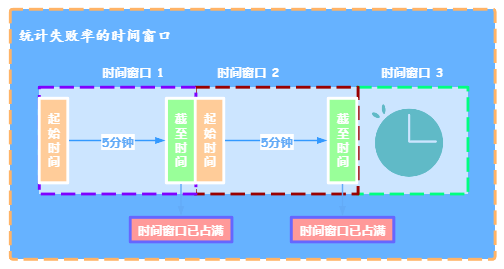 统计失败率的时间窗口
时间窗口 1
时间窗口 2
时间窗口 3
起始时间
5分钟
截至时间
起始时间
5分钟
截至时间
时间窗口已占满
时间窗口已占满